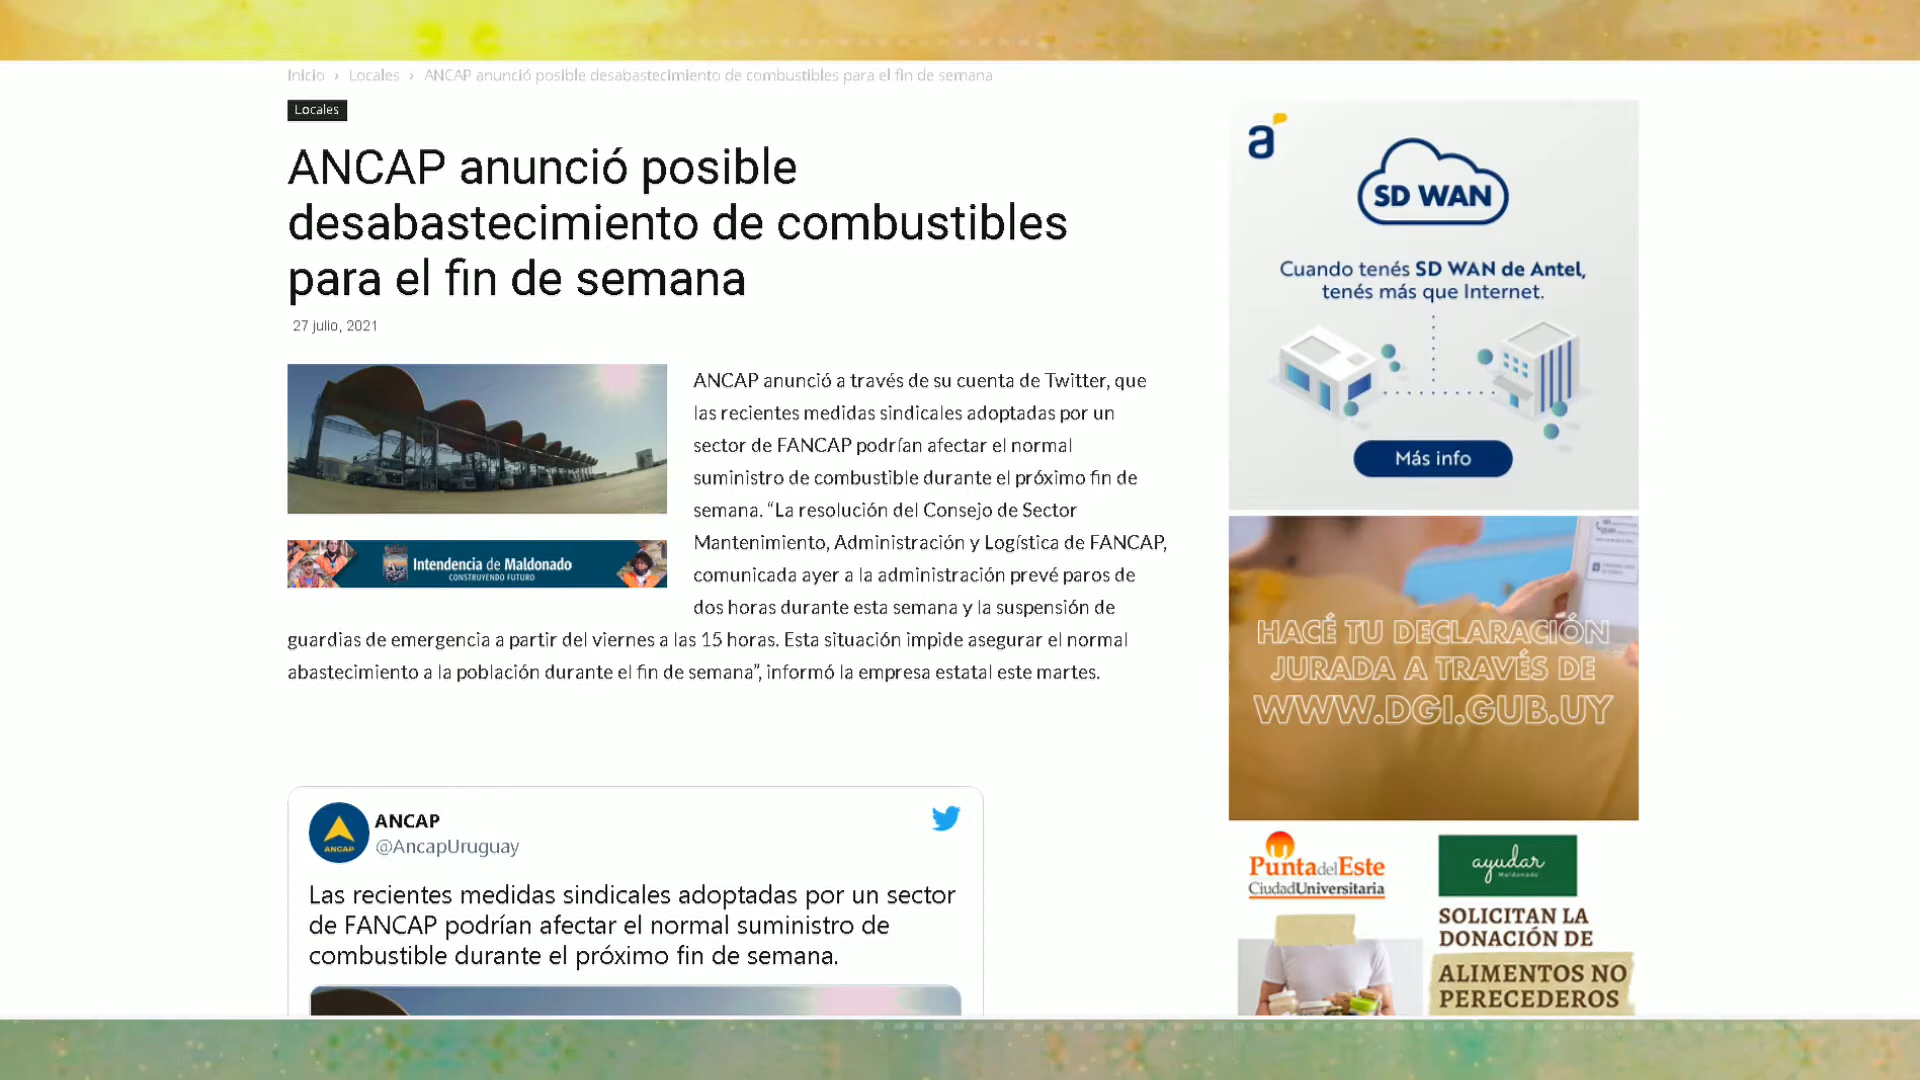 Inicio › Locales › ANCAP anunció posible desabastecimiento de combustibles para el fin de semana
Locales
ANCAP anunció posible
desabastecimiento de combustibles
para el fin de semana
27 julio, 2021
ANCAP anunció a través de su cuenta de Twitter, que
las recientes medidas sindicales adoptadas por un
sector de FANCAP podrían afectar el normal
suministro de combustible durante el próximo fin de
semana. “La resolución del Consejo de Sector
Mantenimiento, Administración y Logística de FANCAP,
comunicada ayer a la administración prevé paros de
dos horas durante esta semana y la suspensión de
guardias de emergencia a partir del viernes a las 15 horas. Esta situación impide asegurar el normal
abastecimiento a la población durante el fin de semana”, informó la empresa estatal este martes.
Intendencia de Maldonado
CONSTRUYENDO FUTURO
ANCAP
ANCAP
@AncapUruguay
Las recientes medidas sindicales adoptadas por un sector
de FANCAP podrían afectar el normal suministro de
combustible durante el próximo fin de semana.
a
SD WAN
Cuando tenés SD WAN de Antel,
tenés más que Internet.
Más info
HACÉ TU DECLARACIÓN
JURADA A TRAVÉS DE
WWW.DGI.GUB.UY
Punta del Este
Ciudad Universitaria
ayudar
Maldonado
SOLICITAN LA
DONACIÓN DE
ALIMENTOS NO
PERECEDEROS